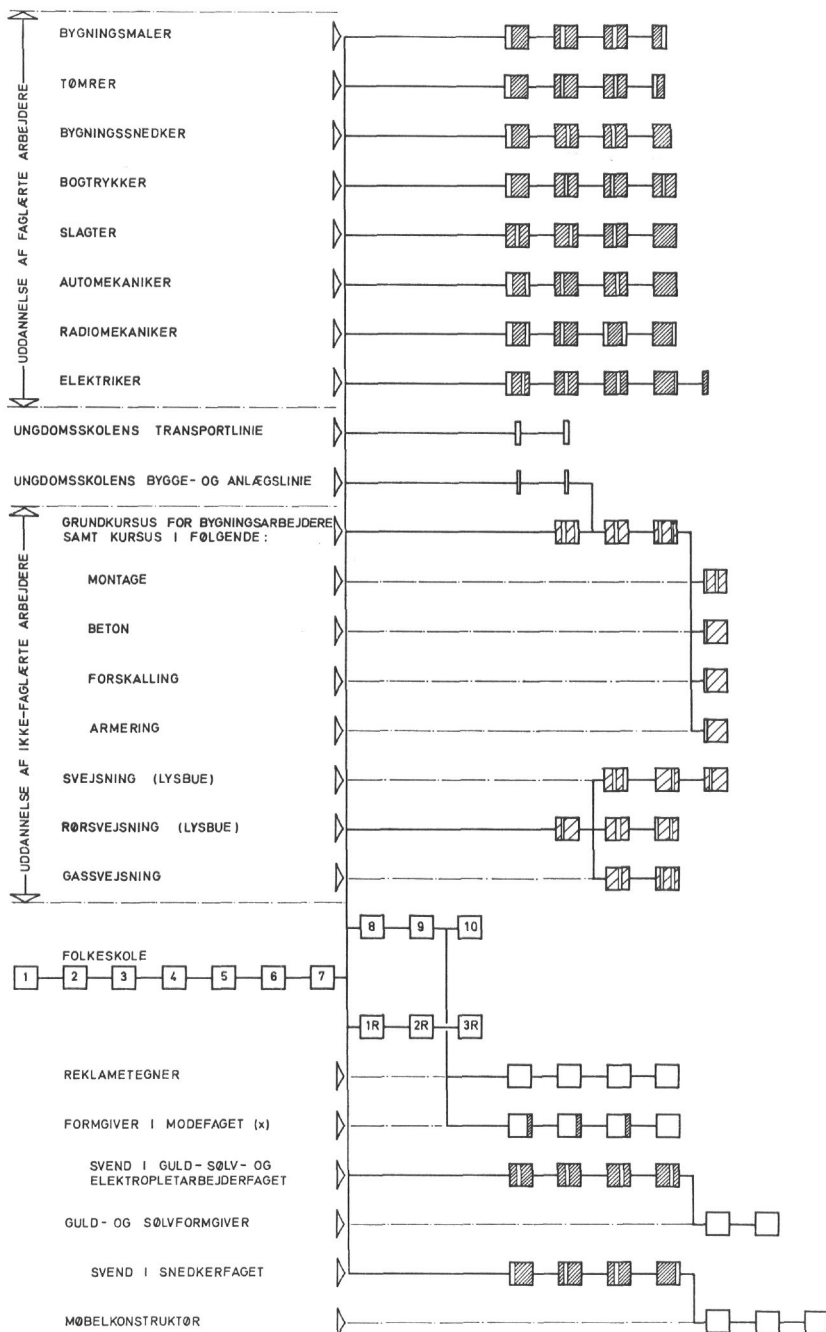 UDDANNELSE AF FAGLÆRTE ARBEJDERE
BYGNINGSMALER
TØMRER
BYGNINGSSNEDKER
BOGTRYKKER
SLAGTER
AUTOMEKANIKER
RADIOMEKANIKER
ELEKTRIKER
UNGDOMSSKOLENS TRANSPORTLINIE
UNGDOMSSKOLENS BYGGE- OG ANLÆGSLINIE
UDDANNELSE AF IKKE-FAGLÆRTE ARBEJDERE
GRUNDKURSUS FOR BYGNINGSARBEJDERE
SAMT KURSUS I FØLGENDE:
MONTAGE
BETON
FORSKALLING
ARMERING
SVEJSNING (LYSBUE)
RØRSVEJSNING (LYSBUE)
GASSVEJSNING
8 9 10
FOLKESKOLE
1 2 3 4 5 6 7
1R 2R 3R
REKLAMETEGNER
FORMGIVER I MODEFAGET (x)
SVEND I GULD- SØLV- OG
ELEKTROPLETARBEJDERFAGET
GULD- OG SØLVFORMGIVER
SVEND I SNEDKERFAGET
MØBELKONSTRUKTØR